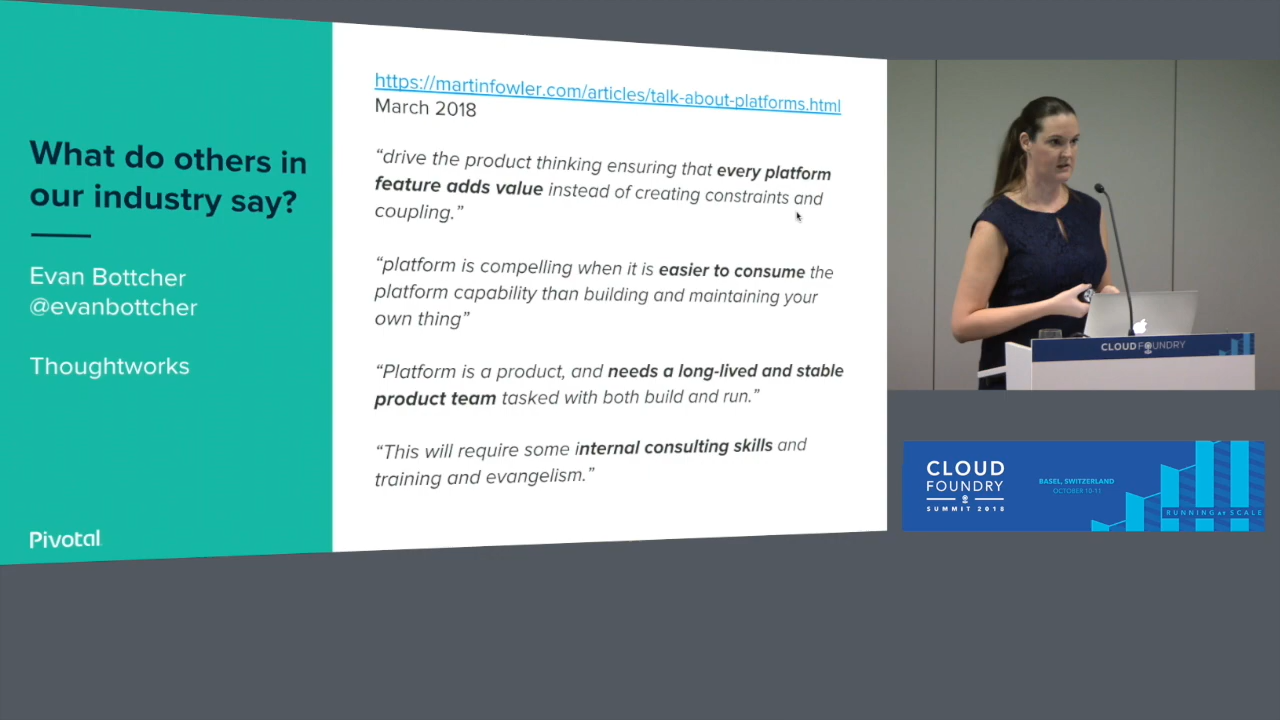 What do others in
our industry say?
Evan Bottcher
@evanbottcher
Thoughtworks
Pivotal
https://martinfowler.com/articles/talk-about-platforms.html
March 2018
“drive the product thinking ensuring that every platform
feature adds value instead of creating constraints and
coupling.”
“platform is compelling when it is easier to consume the
platform capability than building and maintaining your
own thing”
“Platform is a product, and needs a long-lived and stable
product team tasked with both build and run.”
“This will require some internal consulting skills and
training and evangelism.”
CLOUD FOUNDRY
CLOUD
FOUNDRY
SUMMIT 2018
BASEL, SWITZERLAND
OCTOBER 10-11
RUNNING at SCALE